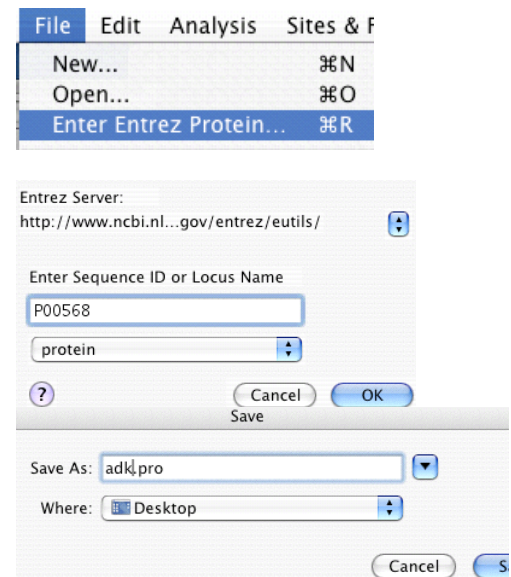 File Edit Analysis Sites & F
New... ⌘N
Open... ⌘O
Enter Entrez Protein... ⌘R
Entrez Server:
http://www.ncbi.nl...gov/entrez/eutils/
Enter Sequence ID or Locus Name
P00568
protein
? Cancel OK
Save
Save As: adk.pro
Where: Desktop
Cancel